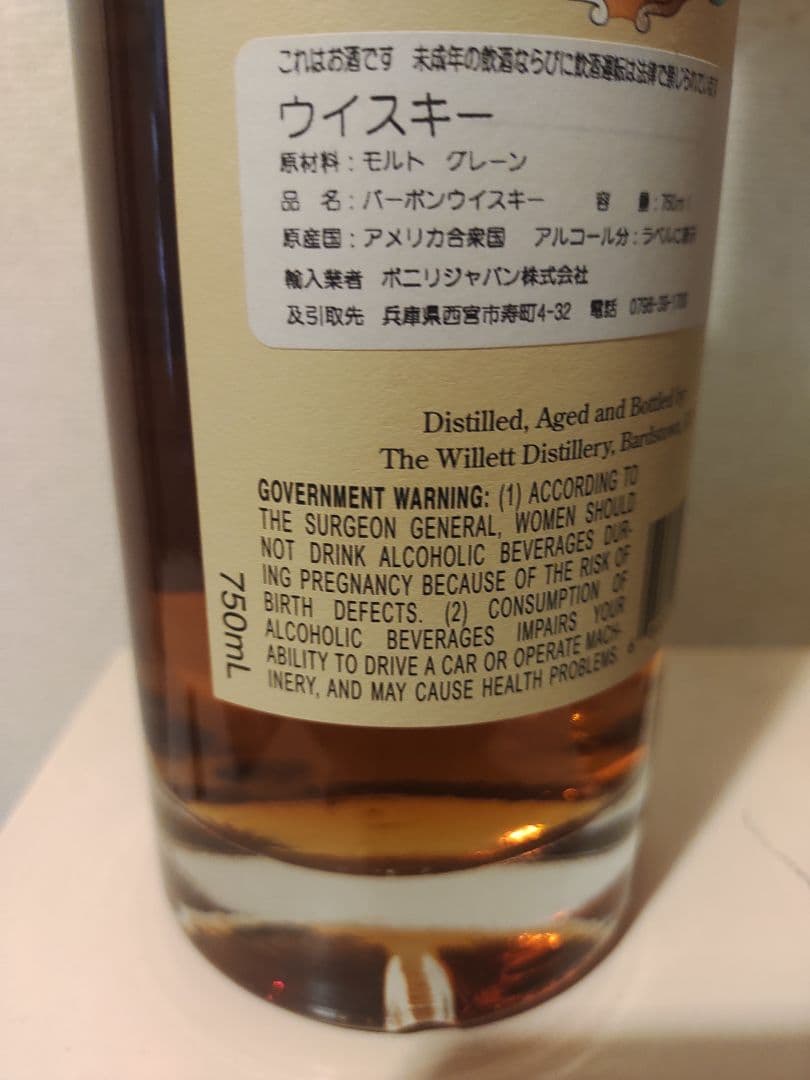 これはお酒です 未成年の飲酒ならびに飲酒運転は法律で禁じられています
ウイスキー
原材料：モルト グレーン
品 名：バーボンウイスキー 容 量：750ml
原産国：アメリカ合衆国 アルコール分：ラベルに表示
輸入業者 ボニリジャパン株式会社
及引取先 兵庫県西宮市寿町4-32 電話 0798-39-1700
Distilled, Aged and Bottled by
The Willett Distillery, Bardstown,
GOVERNMENT WARNING: (1) ACCORDING TO
THE SURGEON GENERAL, WOMEN SHOULD
NOT DRINK ALCOHOLIC BEVERAGES DUR-
ING PREGNANCY BECAUSE OF THE RISK OF
BIRTH DEFECTS. (2) CONSUMPTION OF
ALCOHOLIC BEVERAGES IMPAIRS YOUR
ABILITY TO DRIVE A CAR OR OPERATE MACH-
INERY, AND MAY CAUSE HEALTH PROBLEMS.
750mL